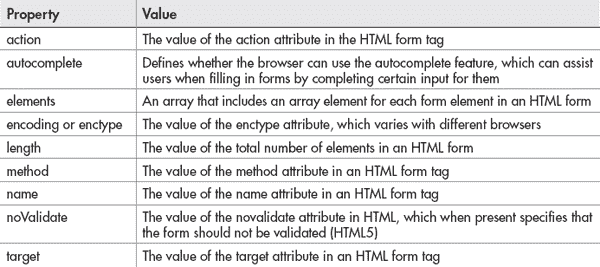 Property Value
action The value of the action attribute in the HTML form tag
autocomplete Defines whether the browser can use the autocomplete feature, which can assist
users when filling in forms by completing certain input for them
elements An array that includes an array element for each form element in an HTML form
encoding or enctype The value of the enctype attribute, which varies with different browsers
length The value of the total number of elements in an HTML form
method The value of the method attribute in an HTML form tag
name The value of the name attribute in an HTML form tag
noValidate The value of the novalidate attribute in HTML, which when present specifies that
the form should not be validated (HTML5)
target The value of the target attribute in an HTML form tag